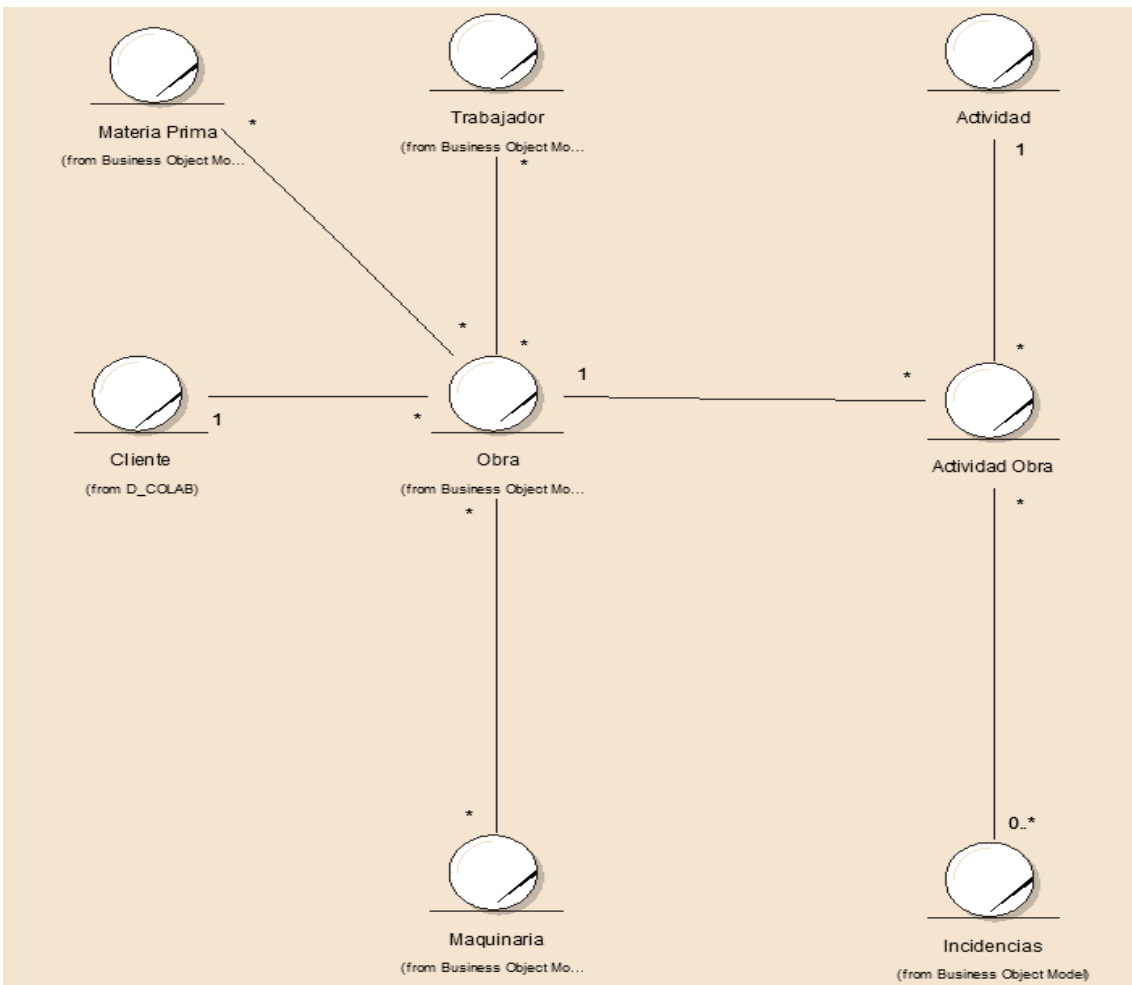 Materia Prima
(from Business Object Mo...
*
Trabajador
(from Business Object Mo...
*
Actividad
1
*
*
*
Cliente
(from D_COLAB)
1
*
Obra
(from Business Object Mo...
1
*
*
Actividad Obra
*
*
Maquinaria
(from Business Object Mo...
0..*
Incidencias
(from Business Object Model)